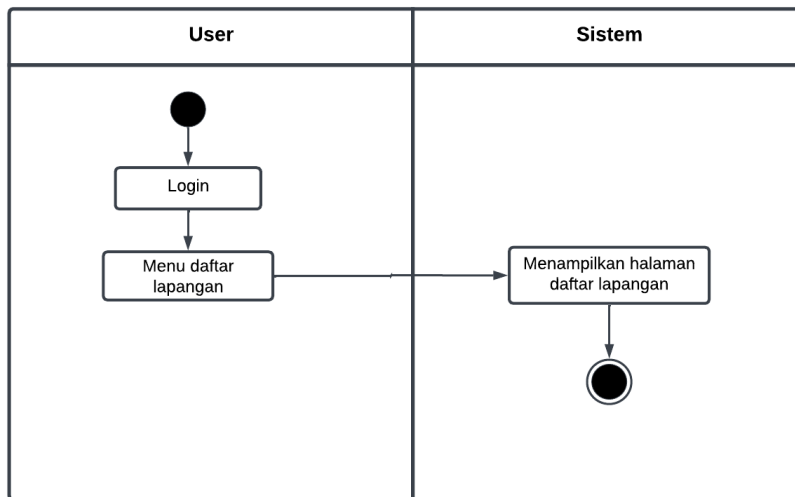 User
Sistem
Login
Menu daftar
lapangan
Menampilkan halaman
daftar lapangan